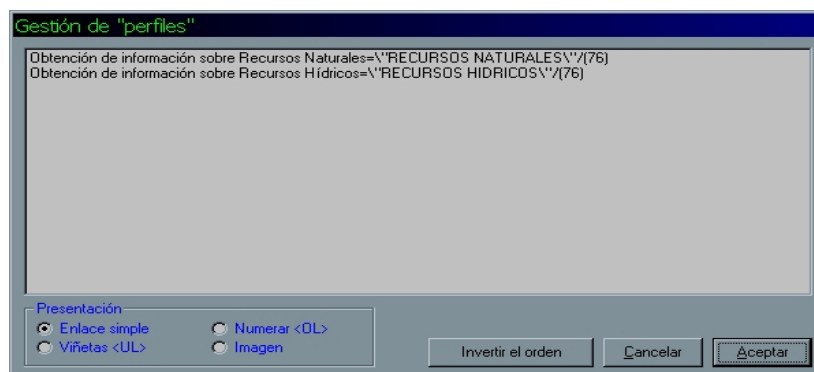 Gestión de "perfiles"
Obtención de información sobre Recursos Naturales=\"RECURSOS NATURALES\"/(76)
Obtención de información sobre Recursos Hídricos=\"RECURSOS HIDRICOS\"/(76)
Presentación
Enlace simple
Numerar <OL>
Viñetas <UL>
Imagen
Invertir el orden
Cancelar
Aceptar